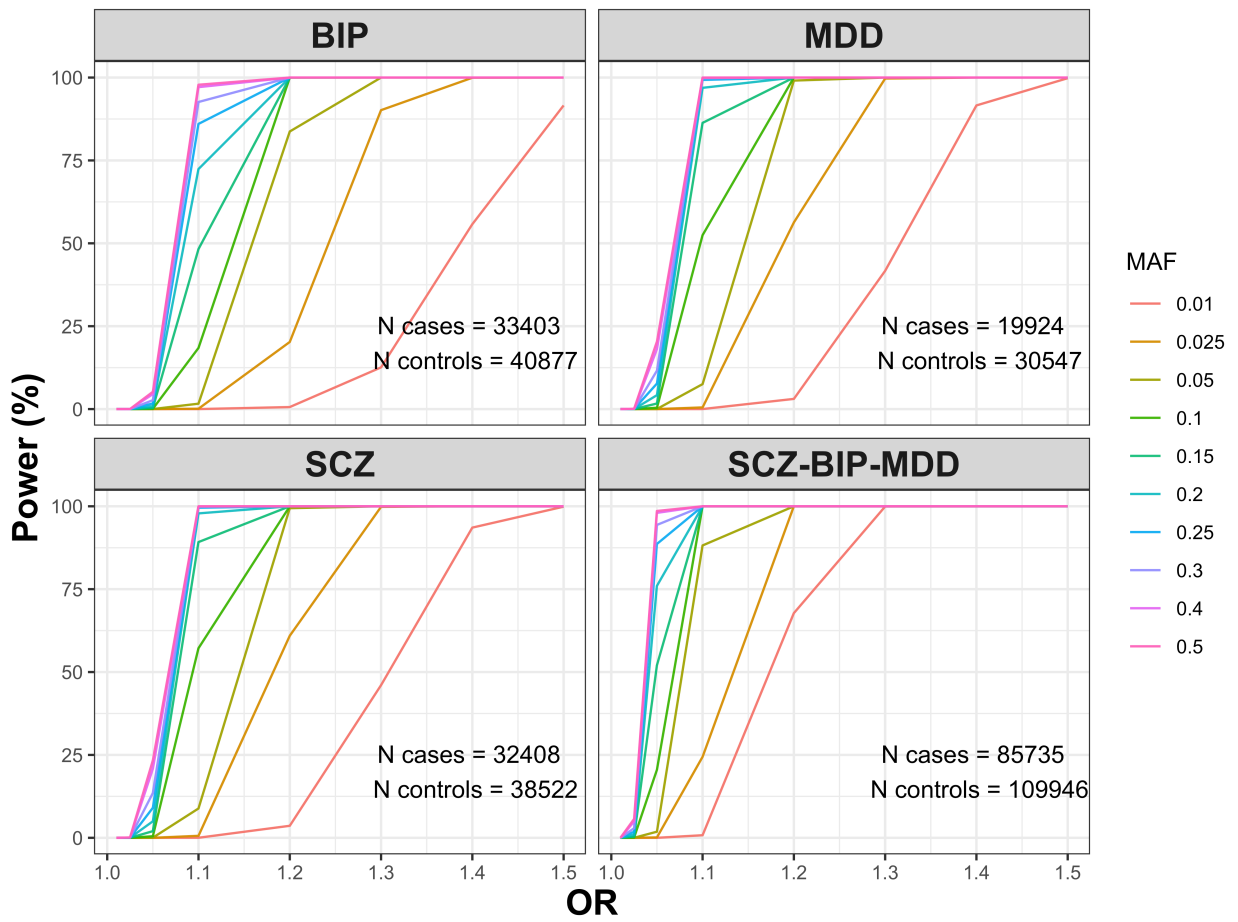 BIP
MDD
100
75
50
25
0
N cases = 33403
N controls = 40877
N cases = 19924
N controls = 30547
SCZ
SCZ-BIP-MDD
100
75
50
25
0
N cases = 32408
N controls = 38522
N cases = 85735
N controls = 109946
1.0 1.1 1.2 1.3 1.4 1.5
1.0 1.1 1.2 1.3 1.4 1.5
OR
Power (%)
MAF
0.01
0.025
0.05
0.1
0.15
0.2
0.25
0.3
0.4
0.5